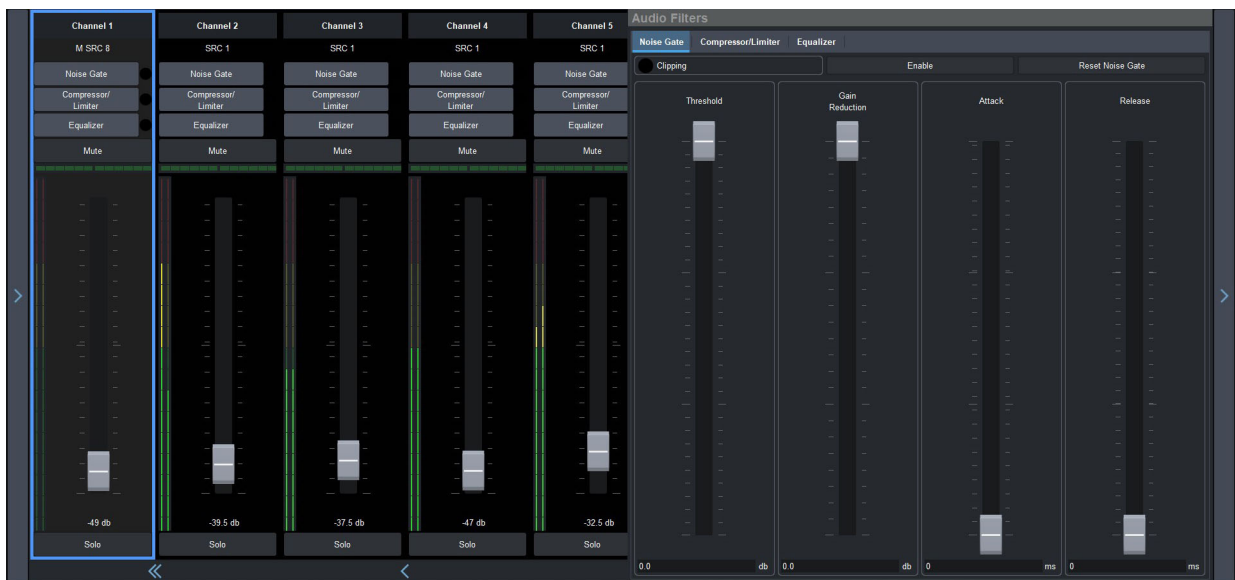 Channel 1
M SRC 8
Noise Gate
Compressor/
Limiter
Equalizer
Mute
-49 db
Solo
Channel 2
SRC 1
Noise Gate
Compressor/
Limiter
Equalizer
Mute
-39.5 db
Solo
Channel 3
SRC 1
Noise Gate
Compressor/
Limiter
Equalizer
Mute
-37.5 db
Solo
Channel 4
SRC 1
Noise Gate
Compressor/
Limiter
Equalizer
Mute
-47 db
Solo
Channel 5
SRC 1
Noise Gate
Compressor/
Limiter
Equalizer
Mute
-32.5 db
Solo
Audio Filters
Noise Gate Compressor/Limiter Equalizer
Clipping Enable Reset Noise Gate
Threshold
0.0 db
Gain
Reduction
0.0 db
Attack
0 ms
Release
0 ms